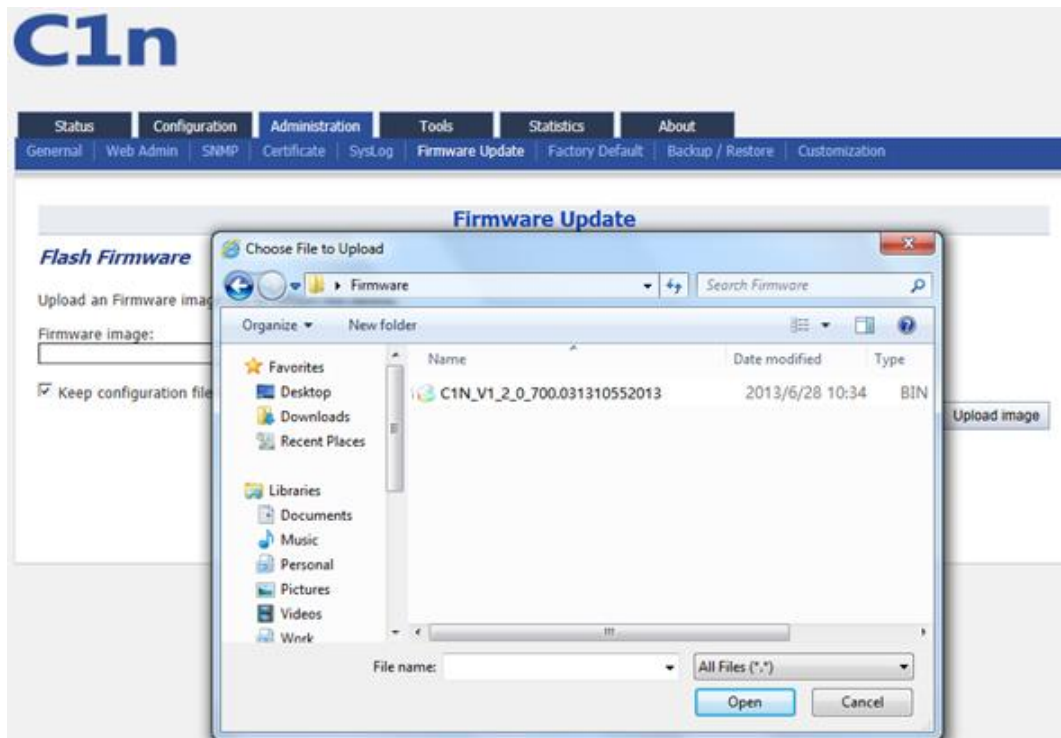 C1n
Status Configuration Administration Tools Statistics About
Genernal Web Admin SNMP Certificate SysLog Firmware Update Factory Default Backup / Restore Customization
Firmware Update
Flash Firmware
Upload an Firmware imag
Firmware image:
Keep configuration file
Upload image
Choose File to Upload
Firmware
Search Firmware
Organize New folder
Favorites
Desktop
Downloads
Recent Places
Libraries
Documents
Music
Personal
Pictures
Videos
Work
Name Date modified Type
C1N_V1_2_0_700.031310552013 2013/6/28 10:34 BIN
File name:
All Files (*.*)
Open Cancel